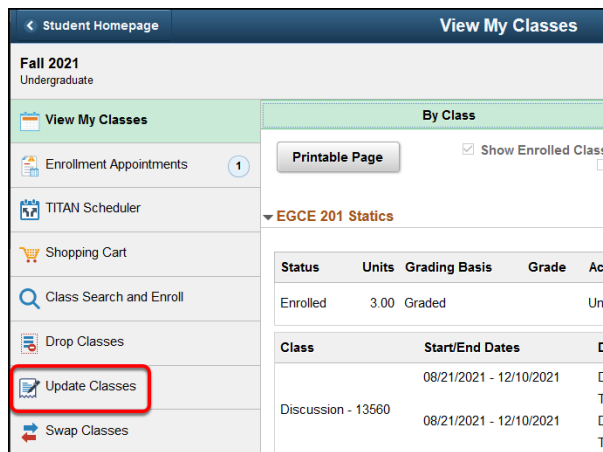 Student Homepage
View My Classes
Fall 2021
Undergraduate
View My Classes
Enrollment Appointments 1
TITAN Scheduler
Shopping Cart
Class Search and Enroll
Drop Classes
Update Classes
Swap Classes
By Class
Printable Page
Show Enrolled Class
EGCE 201 Statics
Status Units Grading Basis Grade Ac
Enrolled 3.00 Graded Un
Class Start/End Dates D
08/21/2021 - 12/10/2021 D
T
Discussion - 13560
08/21/2021 - 12/10/2021 D
T